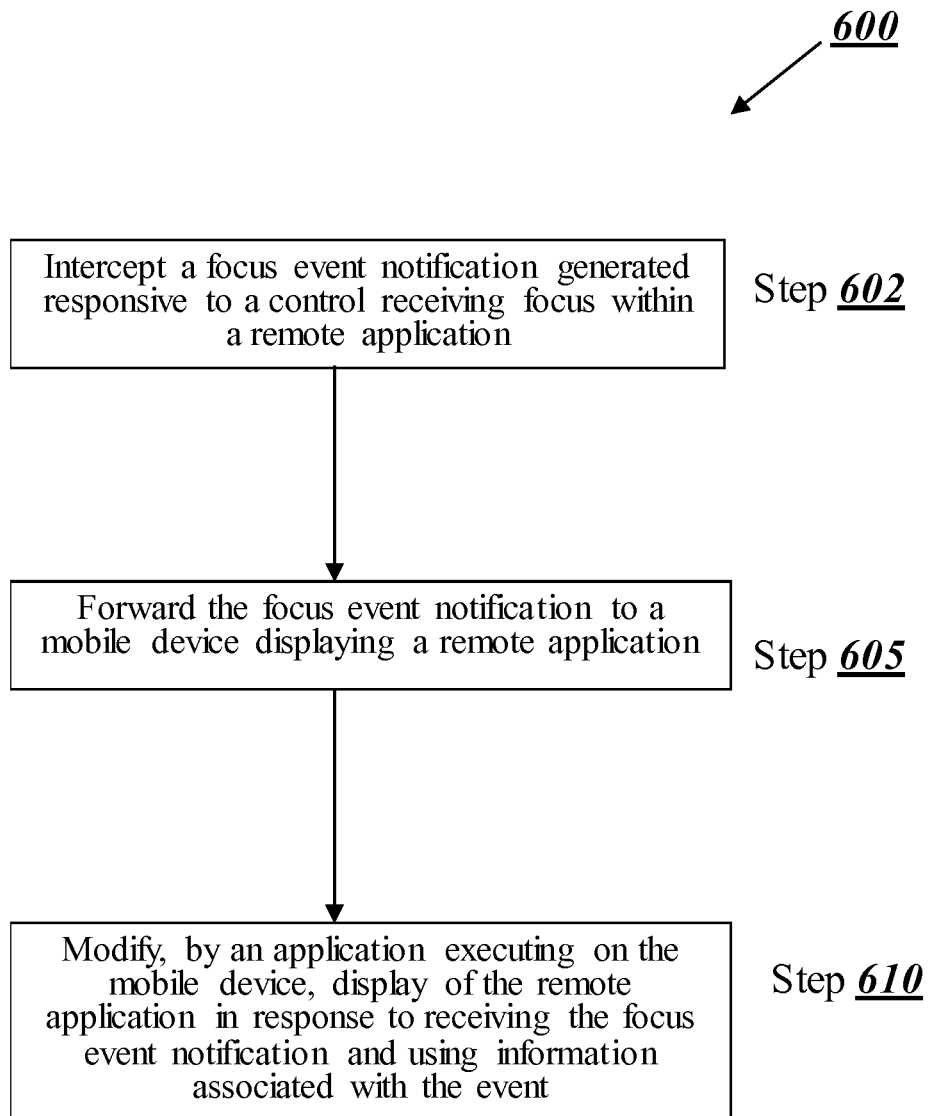 600
Intercept a focus event notification generated
responsive to a control receiving focus within
a remote application
Step 602
Forward the focus event notification to a
mobile device displaying a remote application
Step 605
Modify, by an application executing on the
mobile device, display of the remote
application in response to receiving the focus
event notification and using information
associated with the event
Step 610